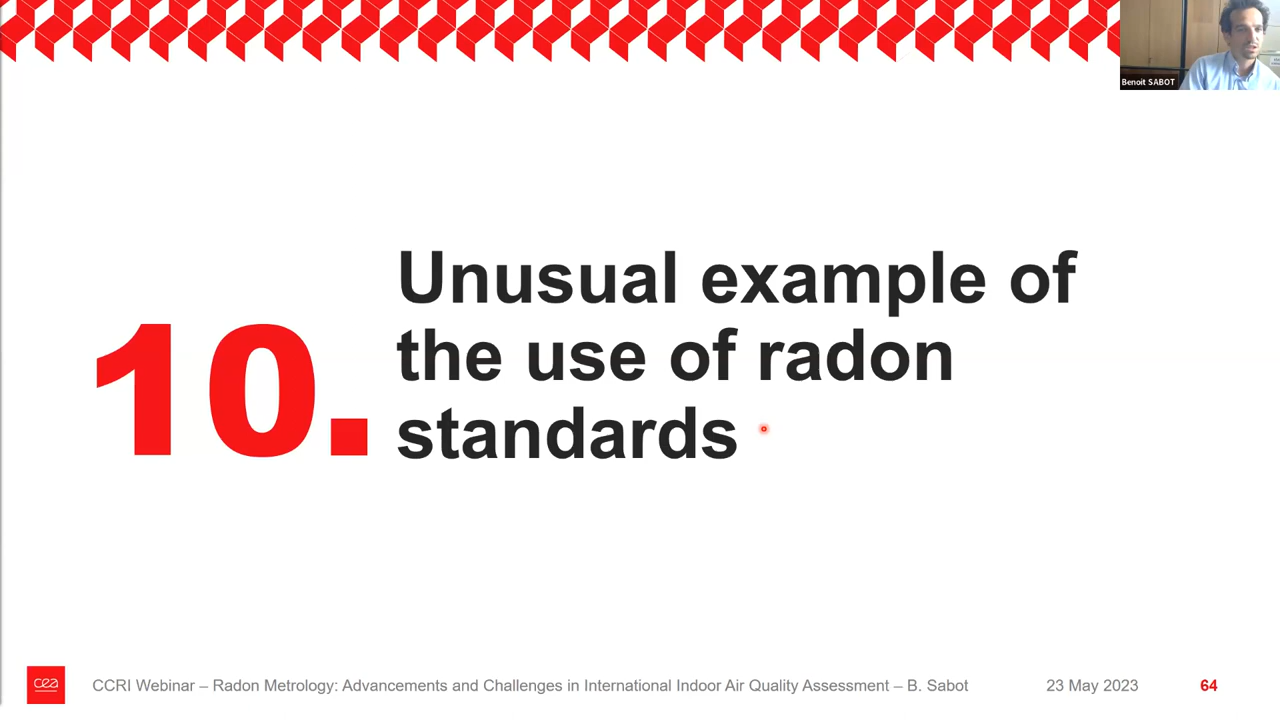 Benoit SABOT
10.
Unusual example of
the use of radon
standards
cea
CCRI Webinar – Radon Metrology: Advancements and Challenges in International Indoor Air Quality Assessment – B. Sabot
23 May 2023
64